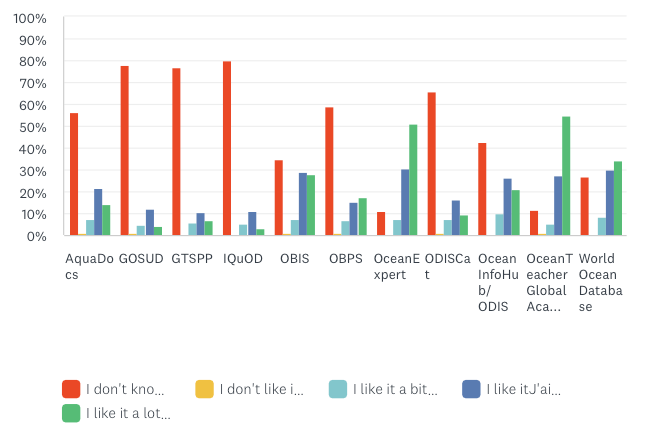 100%
90%
80%
70%
60%
50%
40%
30%
20%
10%
0%
AquaDo
cs
GOSUD
GTSPP
IQuOD
OBIS
OBPS
OceanE
xpert
ODISCa
t
Ocean
InfoHu
b/
ODIS
OceanT
eacher
Global
Aca...
World
Ocean
Databa
se
I don't kno...
I don't like i...
I like it a bit...
I like itJ'ai...
I like it a lot...